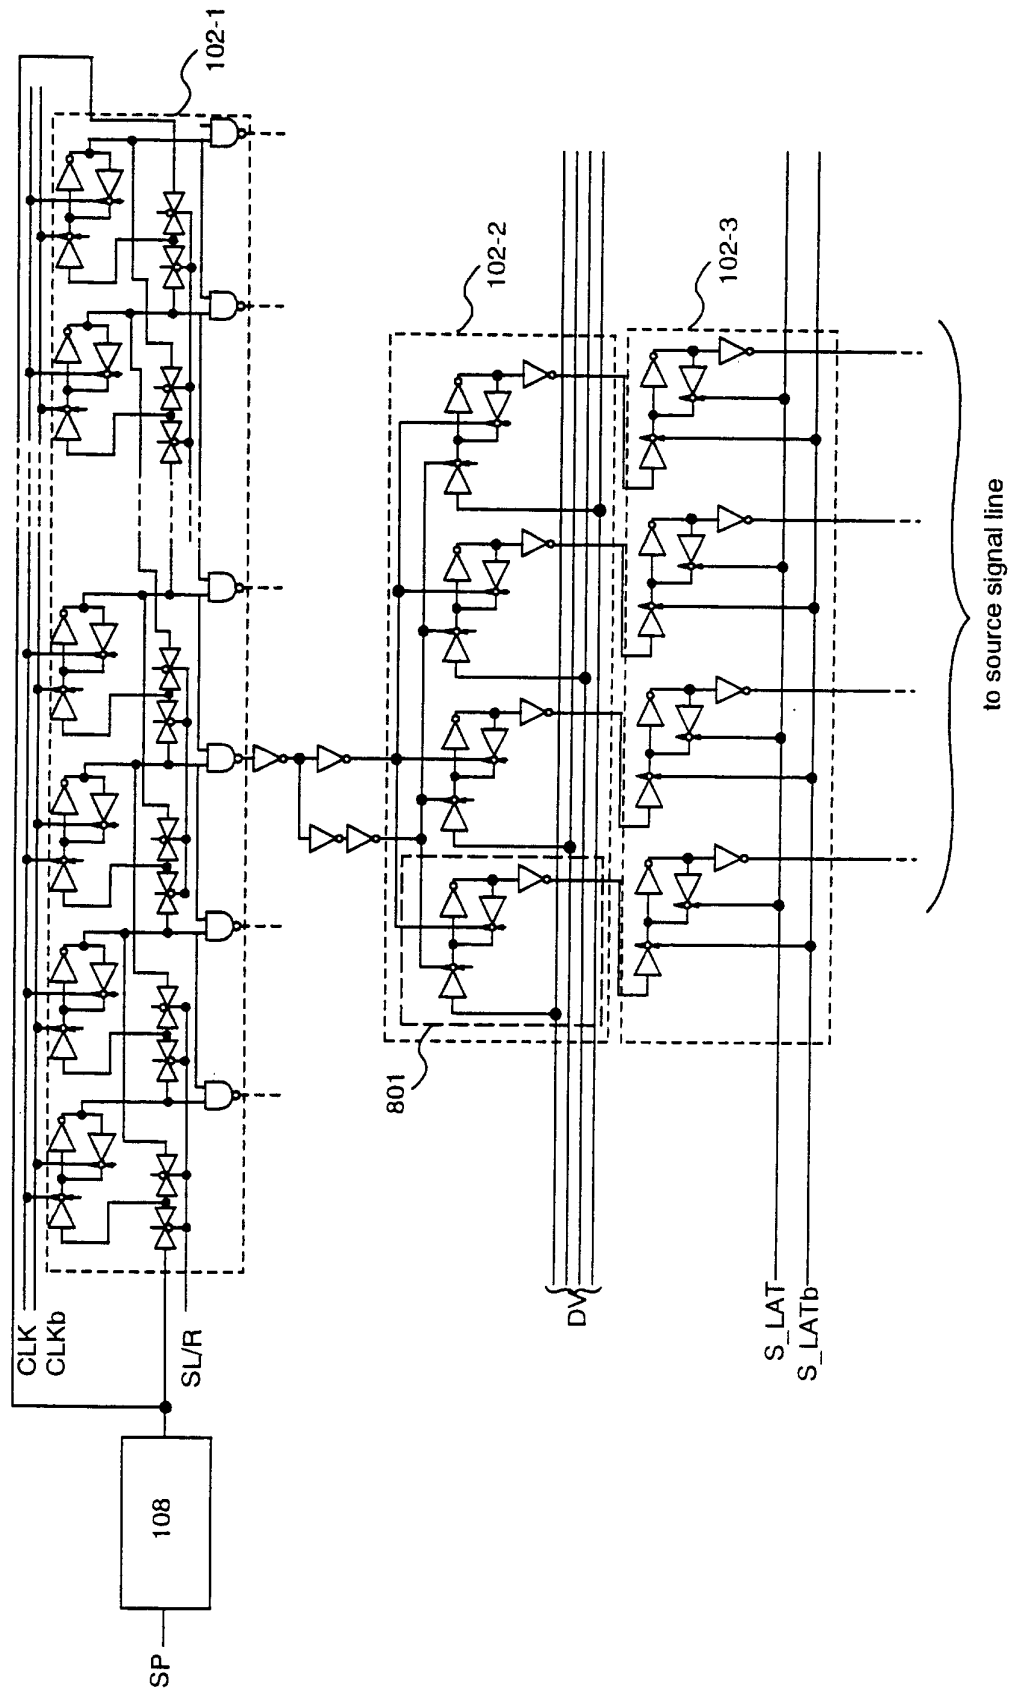 SP
108
CLK
CLKb
SL/R
102-1
801
102-2
DV
102-3
S_LAT
S_LATb
to source signal line